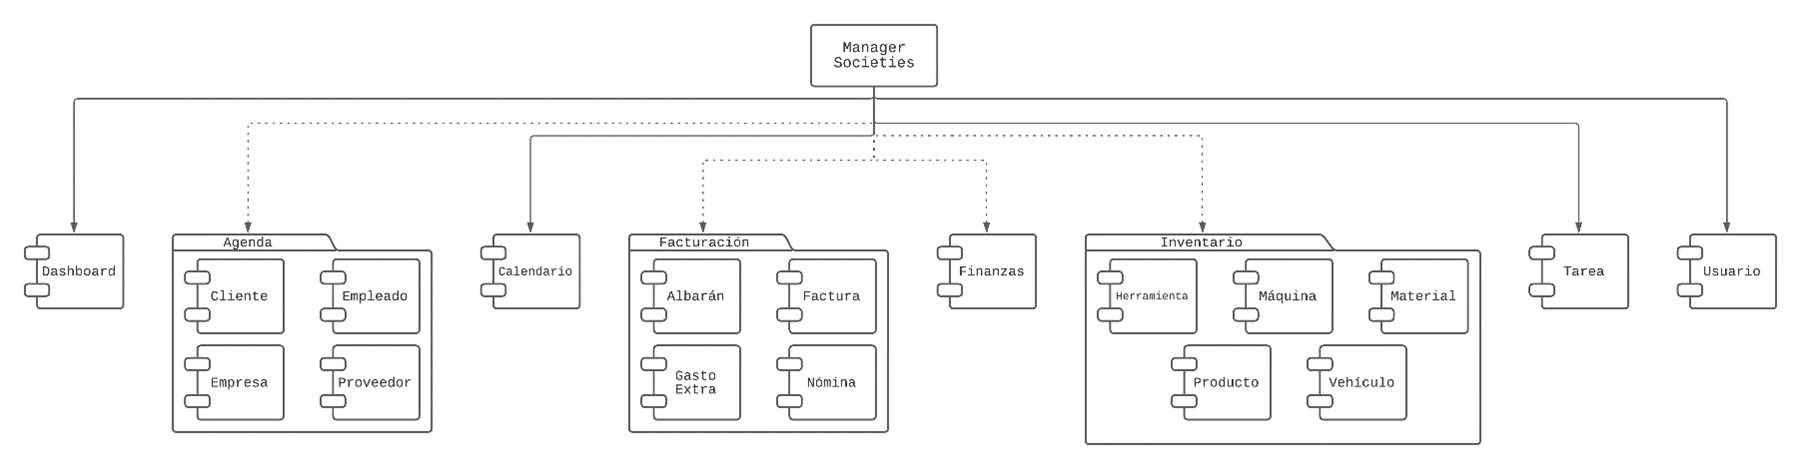 Manager
Societies
Dashboard
Agenda
Cliente
Empleado
Empresa
Proveedor
Calendario
Facturación
Albarán
Factura
Gasto
Extra
Nómina
Finanzas
Inventario
Herramienta
Máquina
Material
Producto
Vehículo
Tarea
Usuario